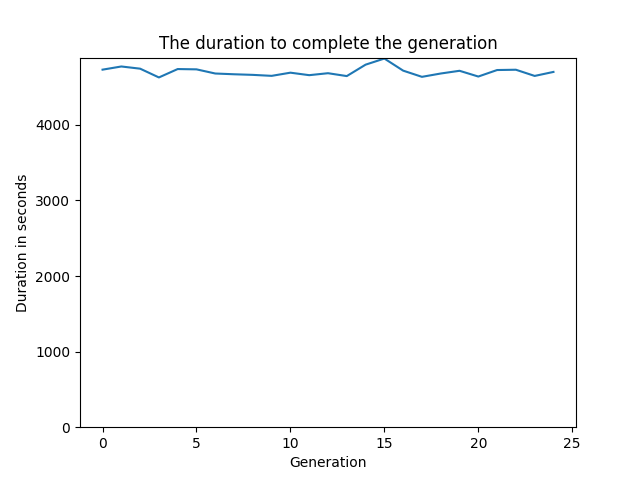 The duration to complete the generation
4000
3000
2000
1000
0
Duration in seconds
0 5 10 15 20 25
Generation